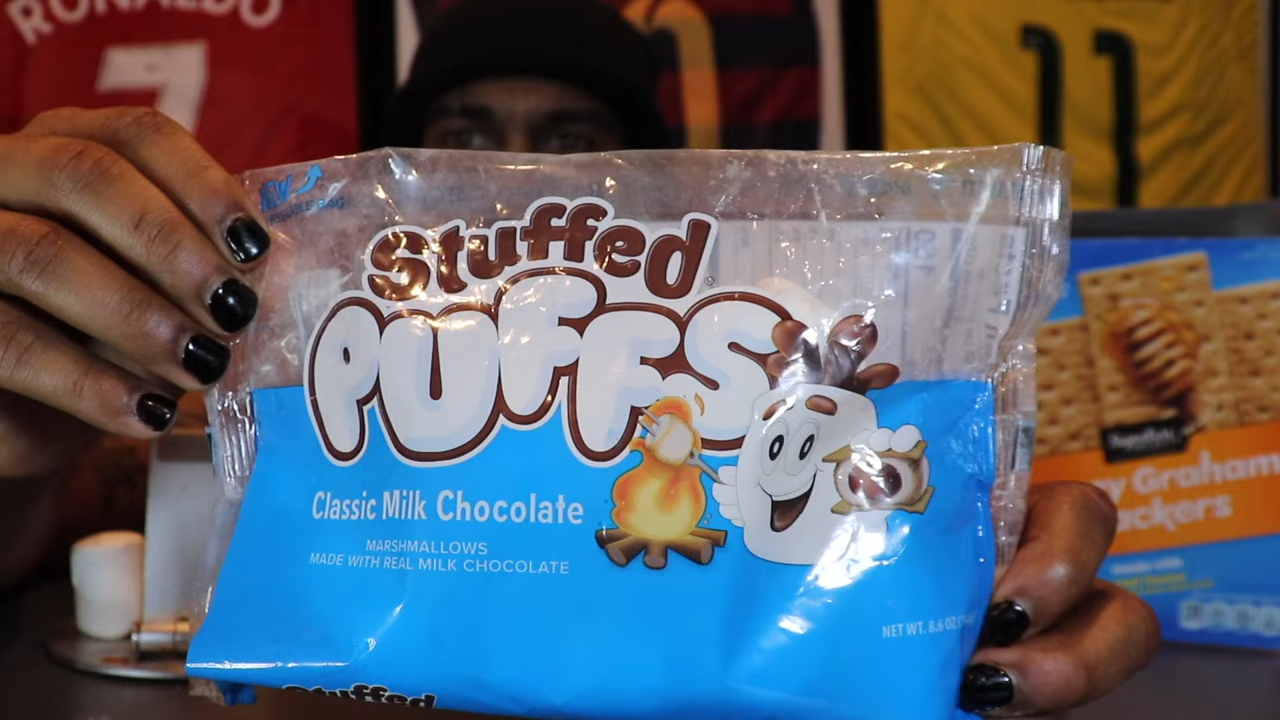 RONALDO
7
11
Stuffed
PUFFS
Classic Milk Chocolate
MARSHMALLOWS
MADE WITH REAL MILK CHOCOLATE
NET WT. 8.6 OZ
Graham
Stuffed